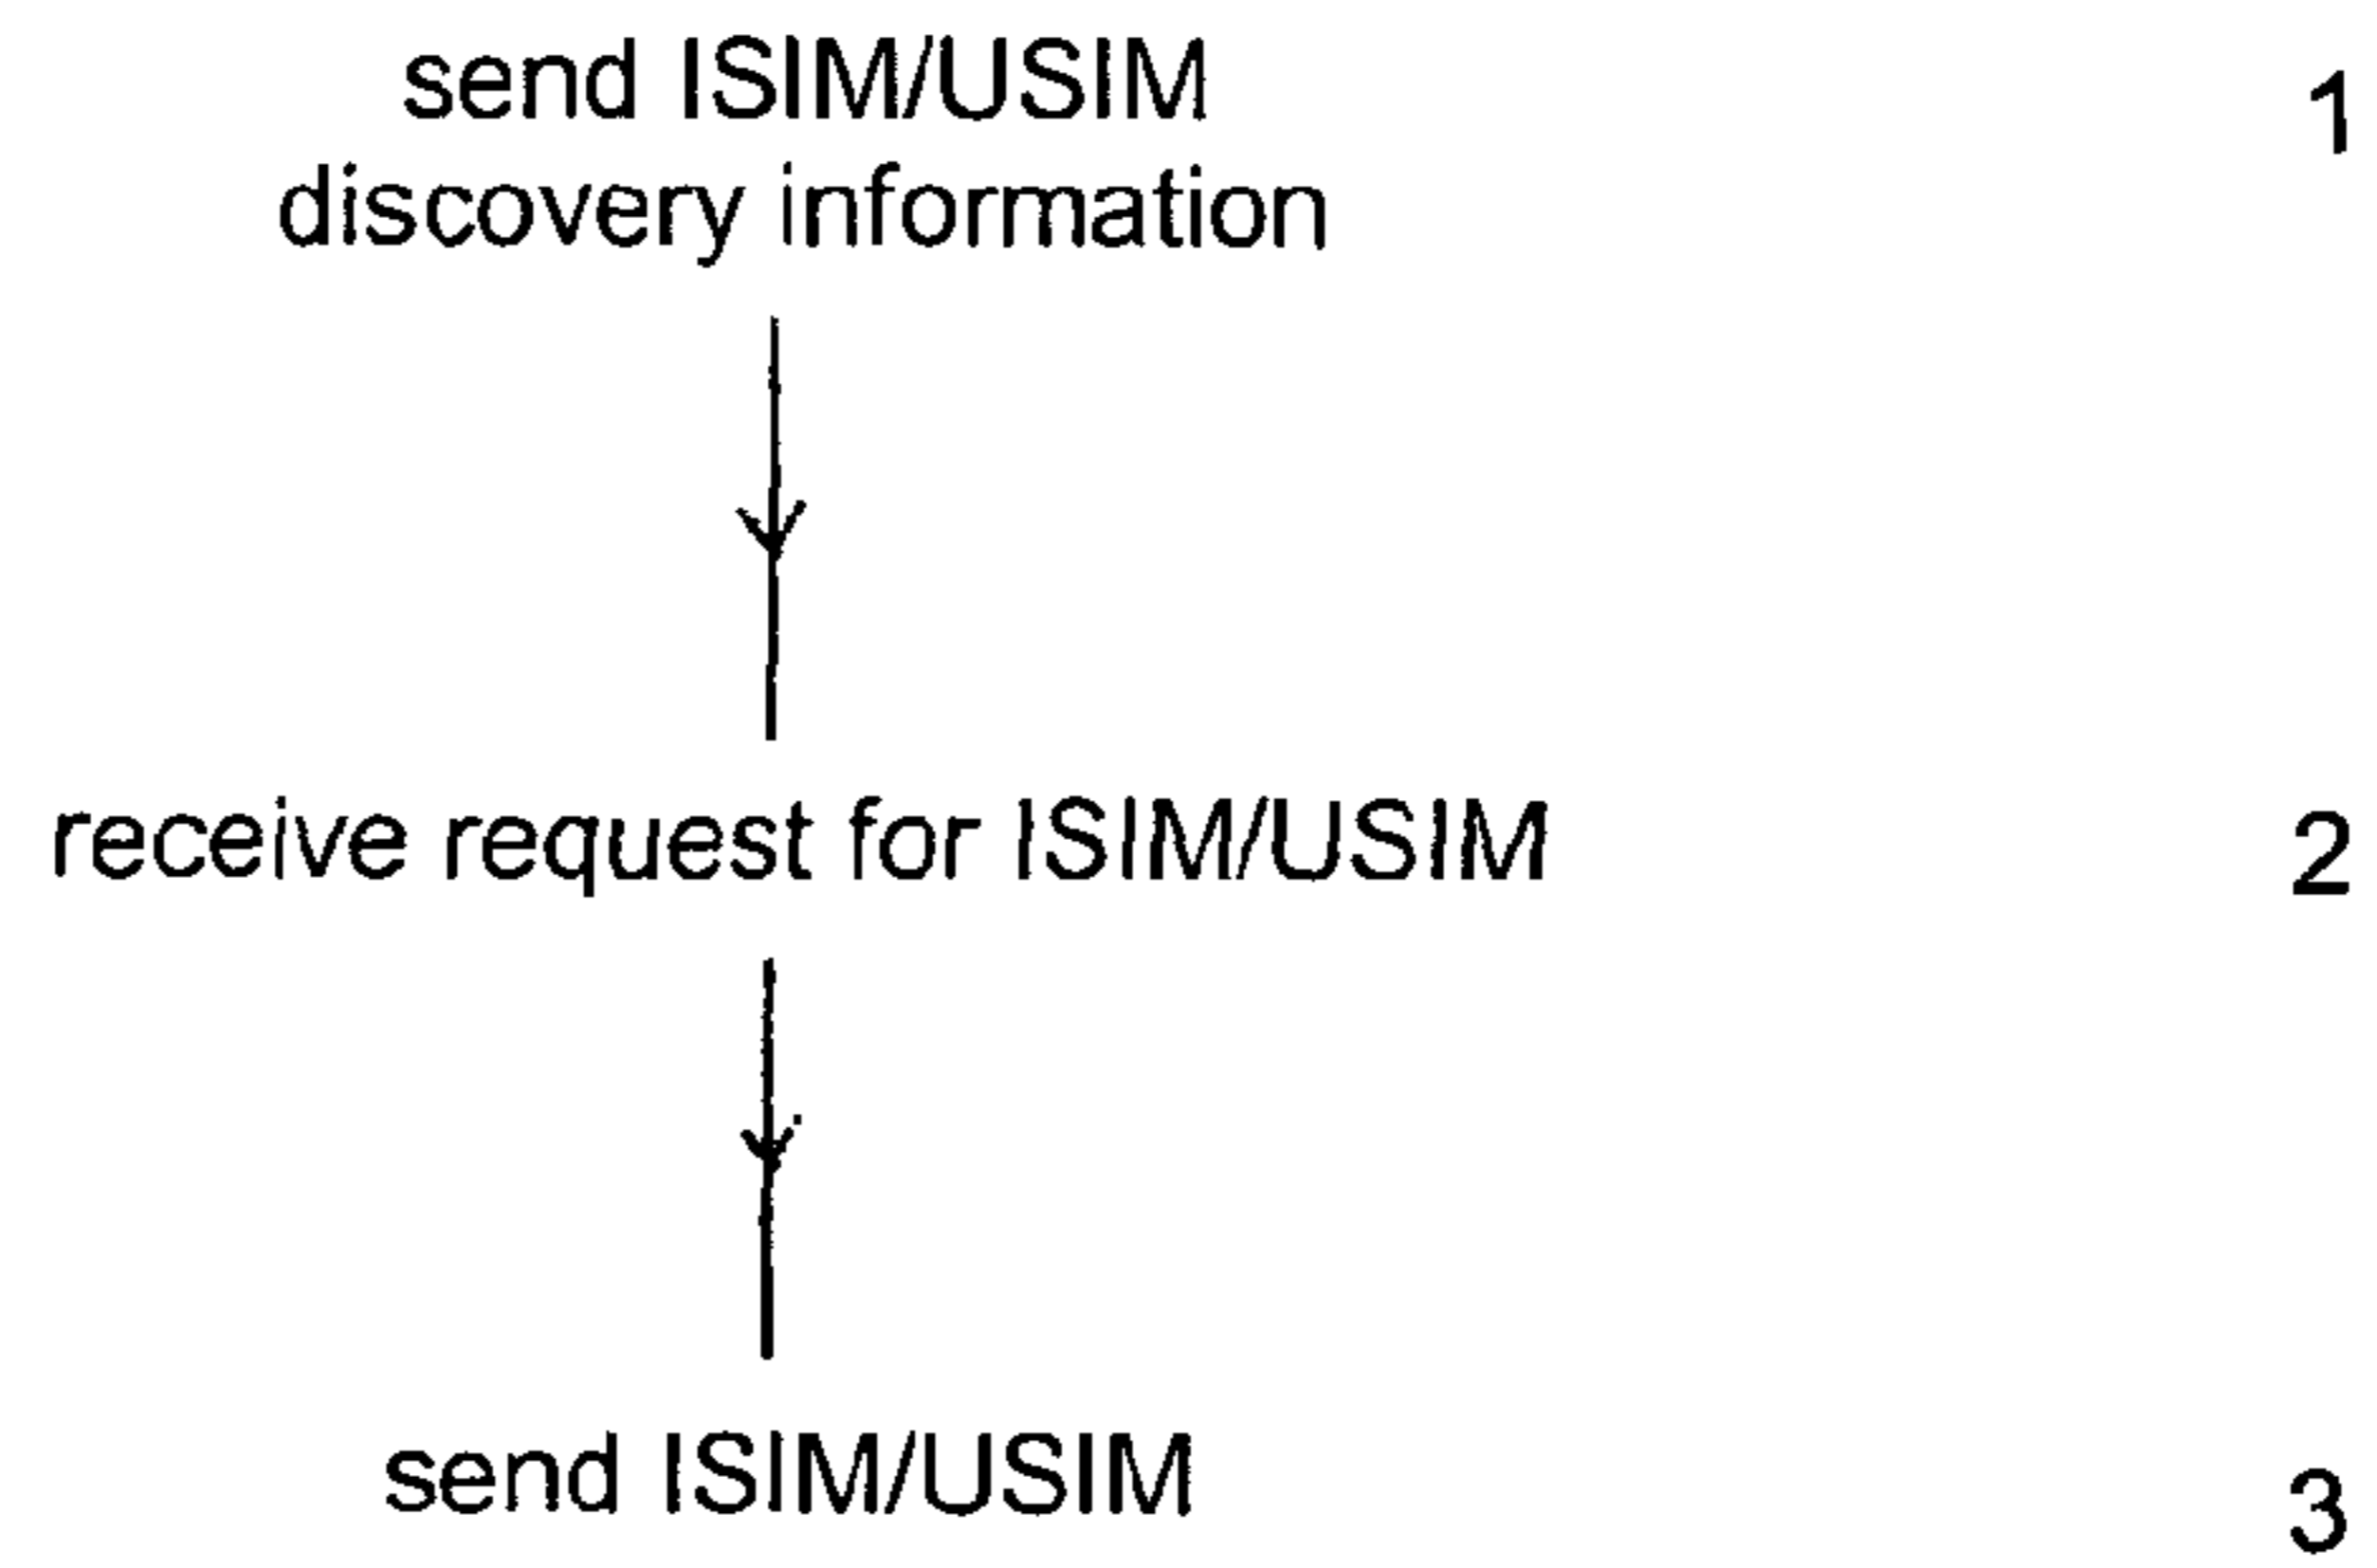 send ISIM/USIM
discovery information
1
receive request for ISIM/USIM
2
send ISIM/USIM
3